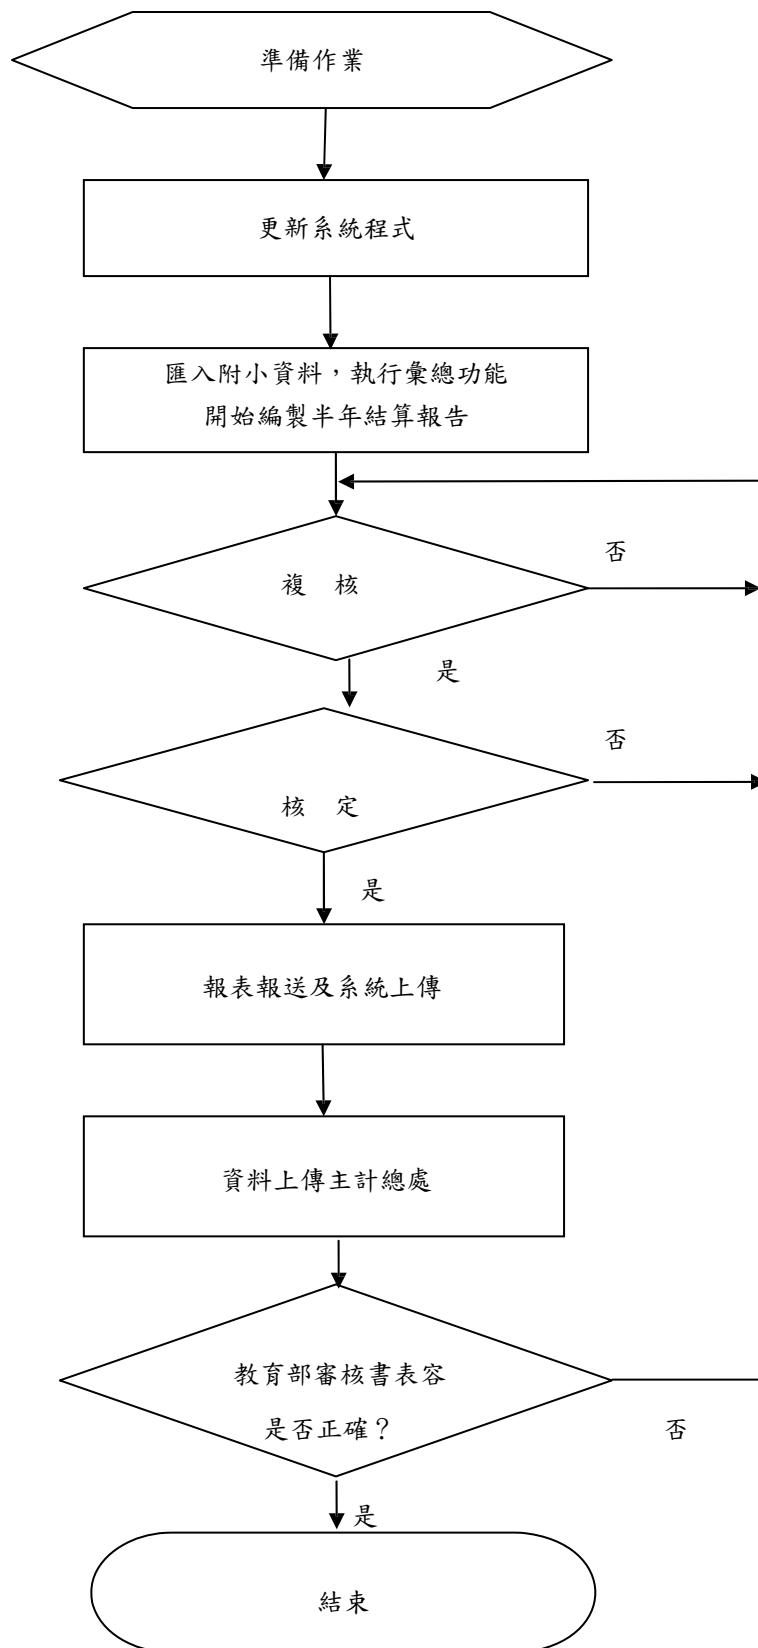 準備作業
更新系統程式
匯入附小資料，執行彙總功能
開始編製半年結算報告
否
複 核
是
否
核 定
是
報表報送及系統上傳
資料上傳主計總處
教育部審核書表容
是否正確？
否
是
結束